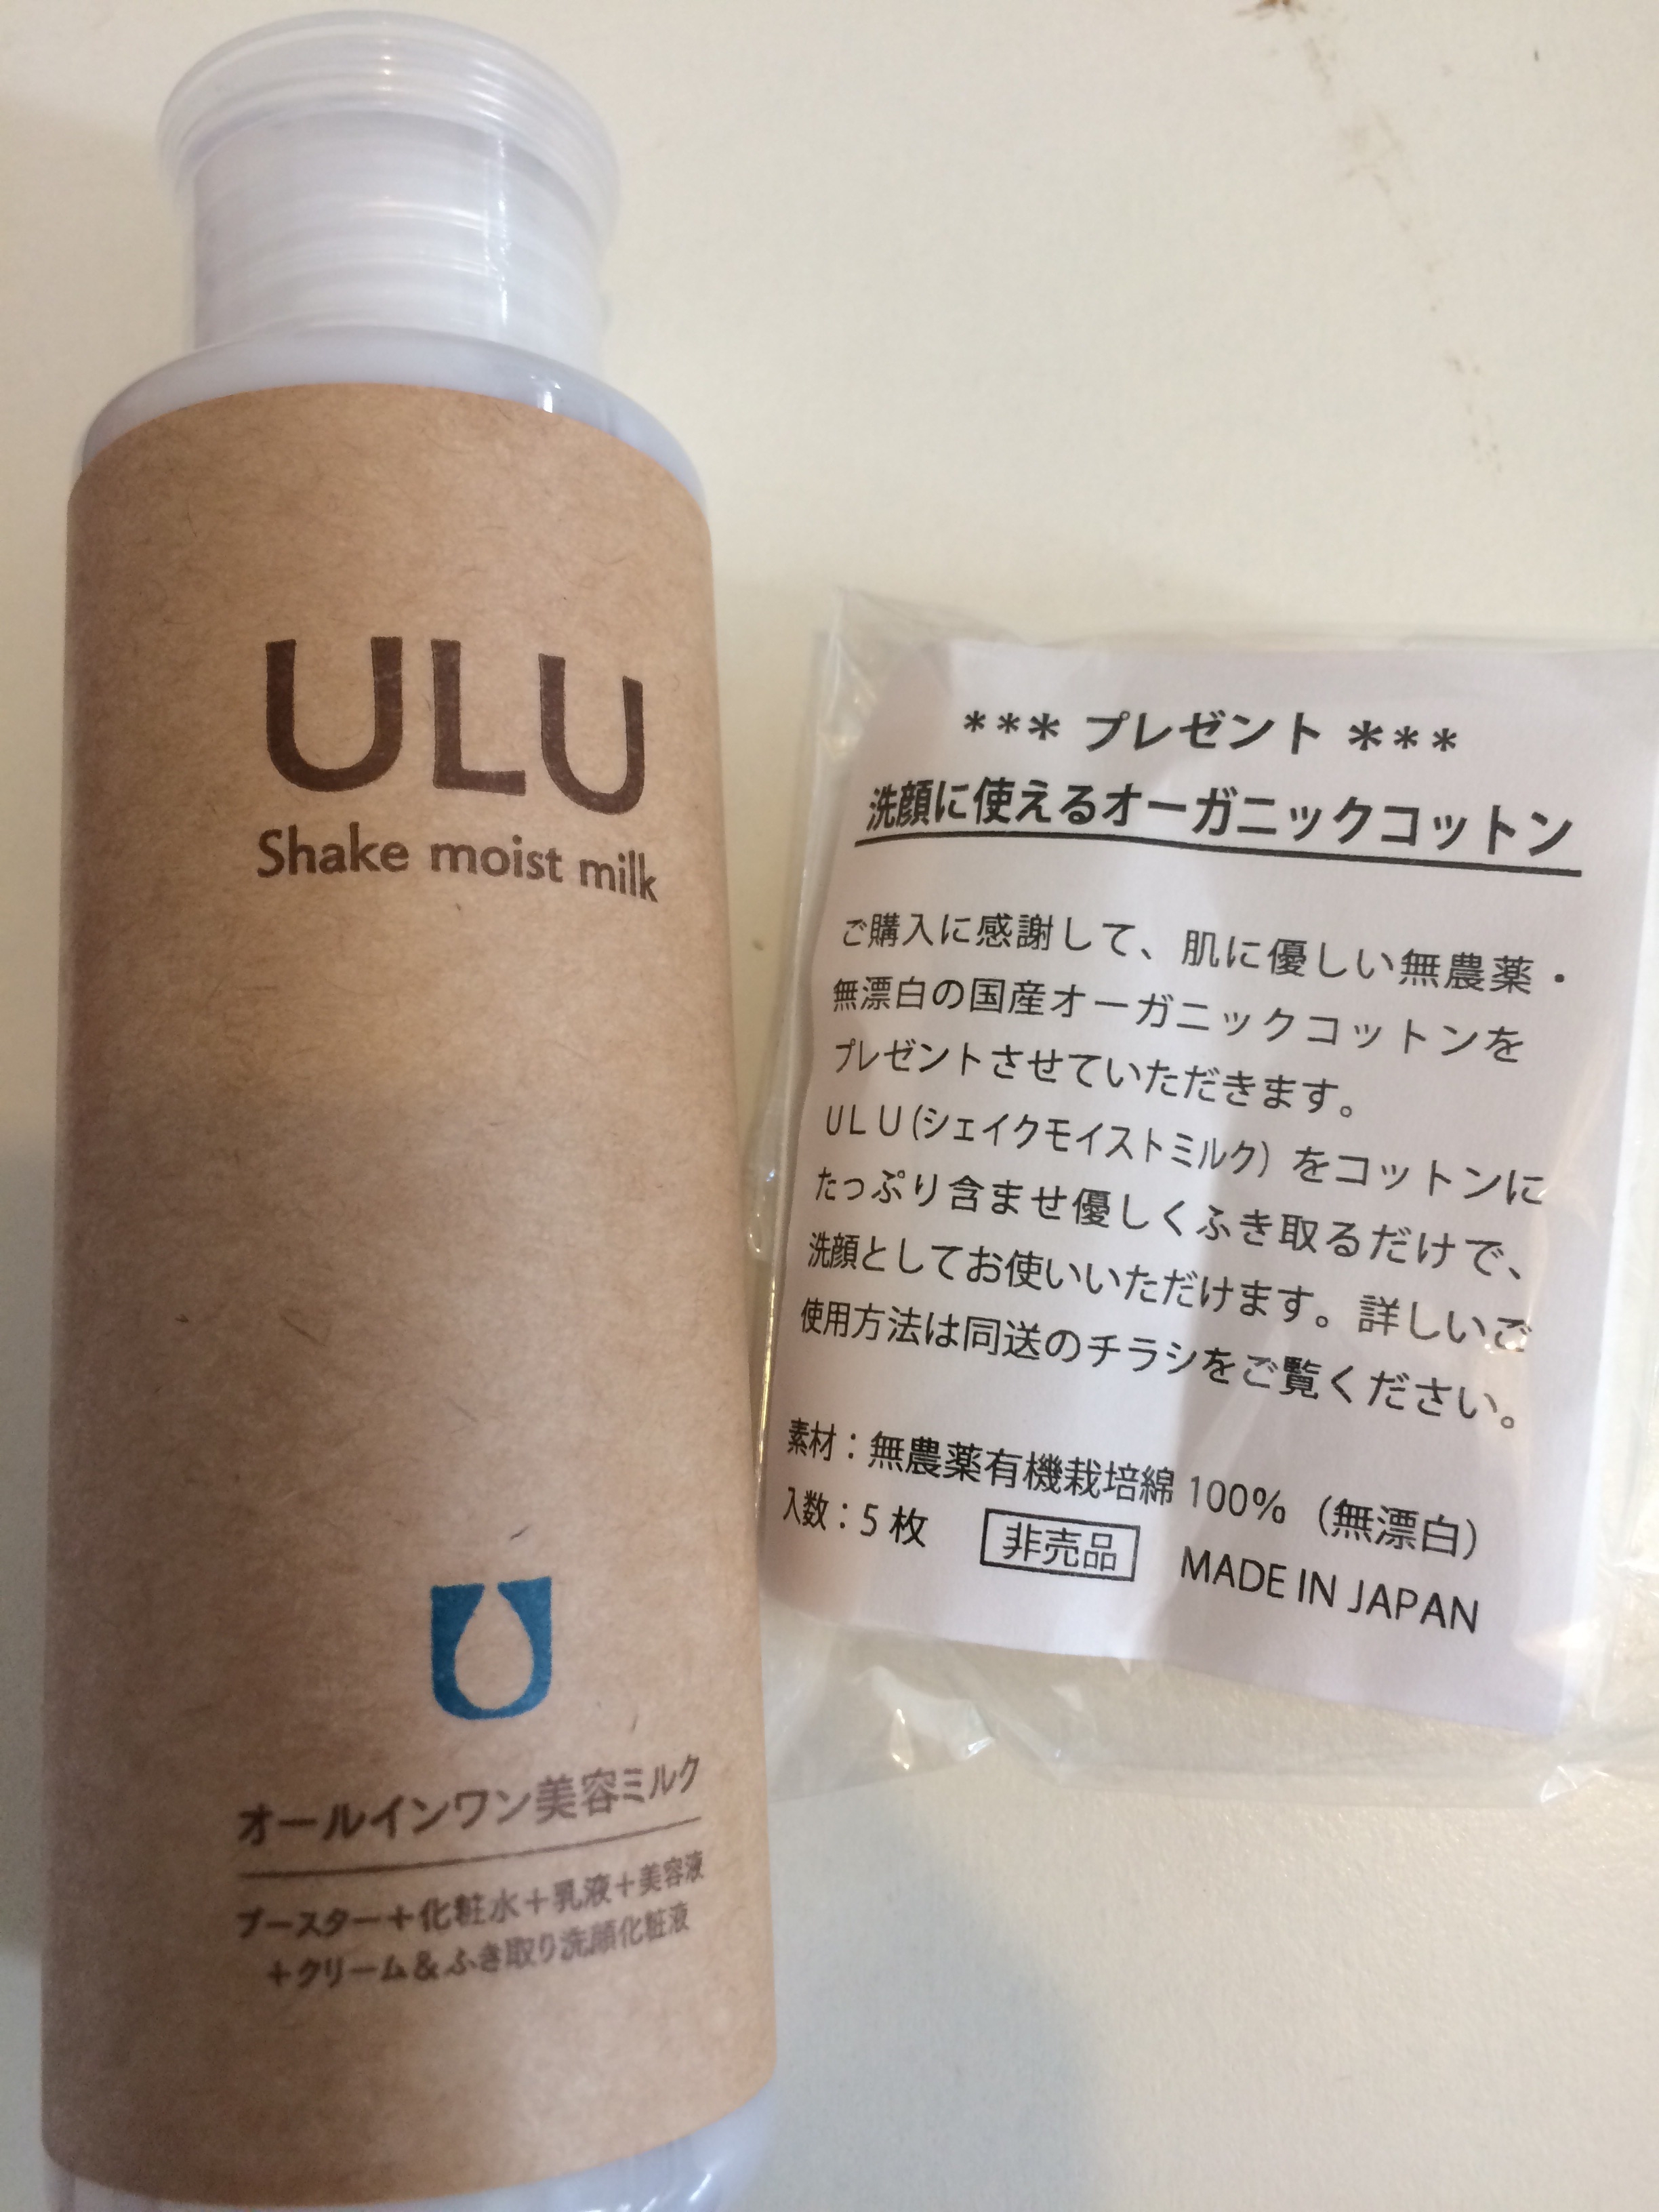 ULU
Shake moist milk
オールインワン美容ミルク
ブースター＋化粧水＋乳液＋美容液
＋クリーム＆ふき取り洗顔化粧液
*** プレゼント ***
洗顔に使えるオーガニックコットン
ご購入に感謝して、肌に優しい無農薬・
無漂白の国産オーガニックコットンを
プレゼントさせていただきます。
ＵＬＵ(シェイクモイストミルク）をコットンに
たっぷり含ませ優しくふき取るだけで、
洗顔としてお使いいただけます。詳しいご
使用方法は同送のチラシをご覧ください。
素材：無農薬有機栽培綿 100%（無漂白）
入数：5 枚 非売品 MADE IN JAPAN